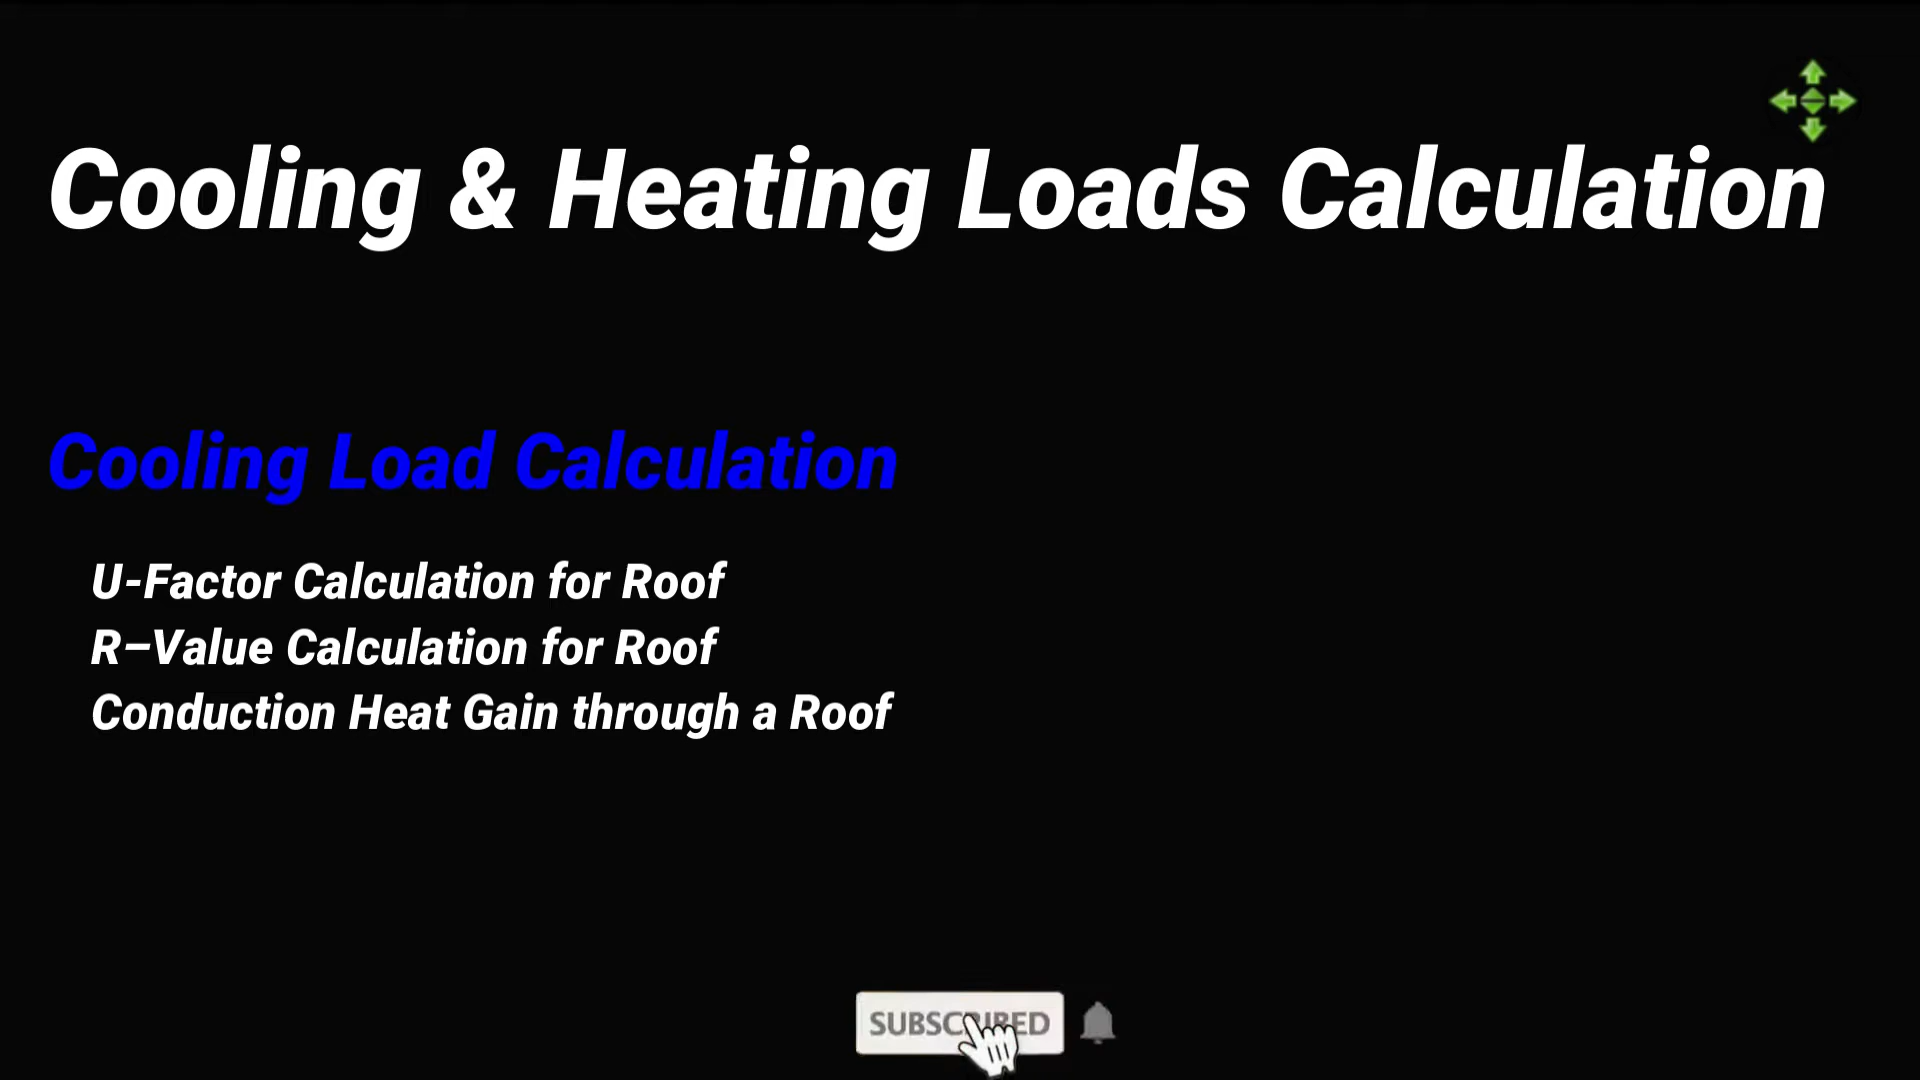 Cooling & Heating Loads Calculation
Cooling Load Calculation
U-Factor Calculation for Roof
R–Value Calculation for Roof
Conduction Heat Gain through a Roof
SUBSCRIBED